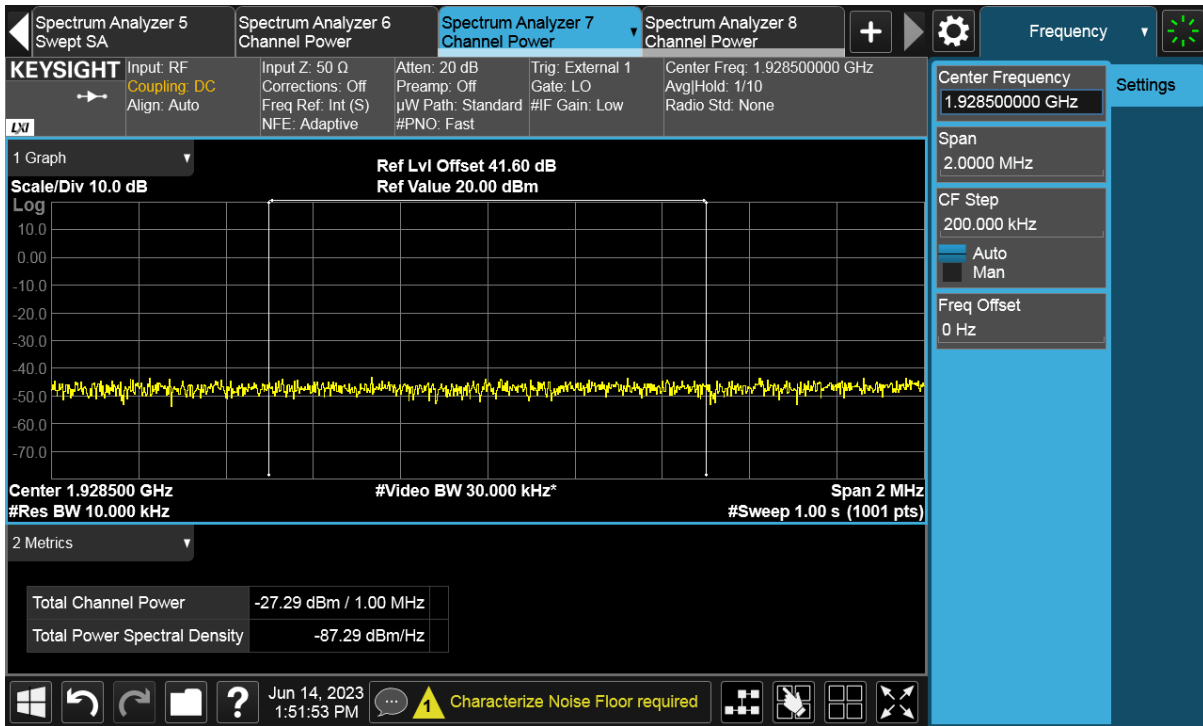 Spectrum Analyzer 5
Swept SA
Spectrum Analyzer 6
Channel Power
Spectrum Analyzer 7
Channel Power
Spectrum Analyzer 8
Channel Power
+
Frequency
KEYSIGHT
LXI
Input: RF
Coupling: DC
Align: Auto
Input Z: 50 Ω
Corrections: Off
Freq Ref: Int (S)
NFE: Adaptive
Atten: 20 dB
Preamp: Off
µW Path: Standard
#PNO: Fast
Trig: External 1
Gate: LO
#IF Gain: Low
Center Freq: 1.928500000 GHz
Avg|Hold: 1/10
Radio Std: None
Center Frequency
1.928500000 GHz
Settings
Span
2.0000 MHz
CF Step
200.000 kHz
Auto
Man
Freq Offset
0 Hz
1 Graph
Scale/Div 10.0 dB
Ref Lvl Offset 41.60 dB
Ref Value 20.00 dBm
Log
10.0
0.00
-10.0
-20.0
-30.0
-40.0
-50.0
-60.0
-70.0
Center 1.928500 GHz
#Res BW 10.000 kHz
#Video BW 30.000 kHz*
Span 2 MHz
#Sweep 1.00 s (1001 pts)
2 Metrics
Total Channel Power -27.29 dBm / 1.00 MHz
Total Power Spectral Density -87.29 dBm/Hz
?
Jun 14, 2023
1:51:53 PM
1
Characterize Noise Floor required